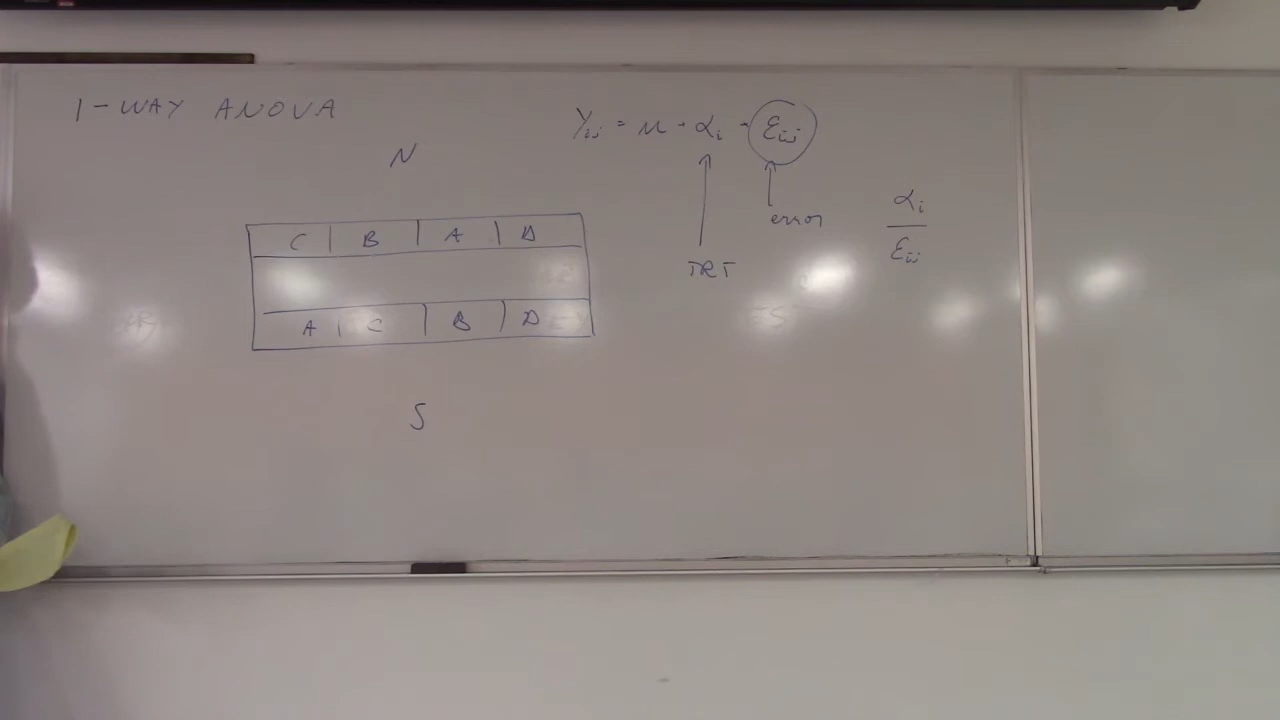 1-WAY ANOVA
Yij = μ + αi + εij
N
error
αi
εij
TRT
C B A D
A C B D
S